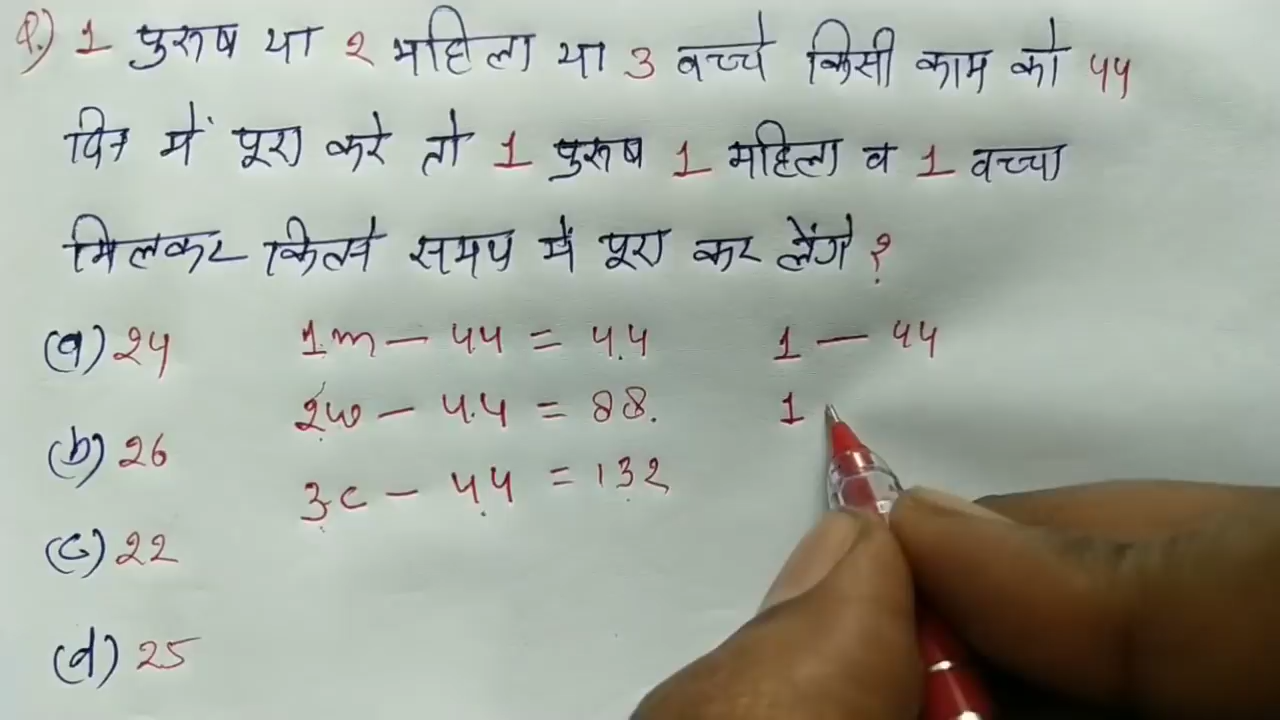 Q.) 1 पुरुष या 2 महिला या 3 बच्चे किसी काम को 44
दिन में पूरा करे तो 1 पुरुष 1 महिला व 1 बच्चा
मिलकर कितने समय में पूरा कर लेंगे ?
(a) 24
1m — 44 = 44
1 — 44
2w — 44 = 88
1
(b) 26
3c — 44 = 132
(c) 22
(d) 25